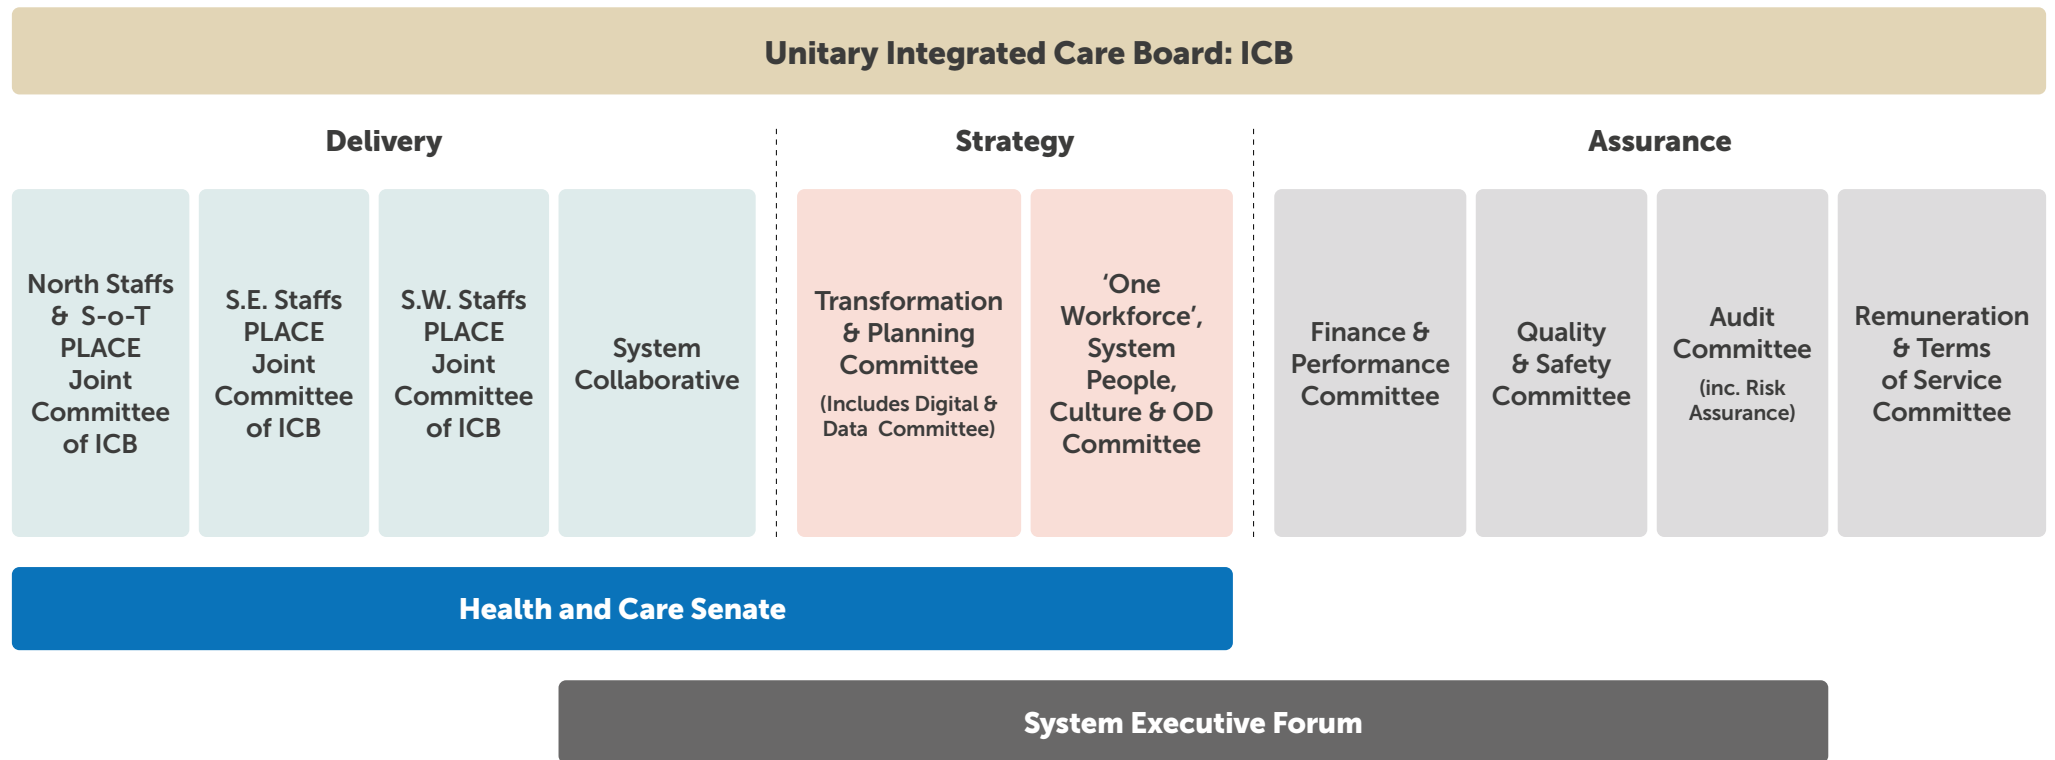 Unitary Integrated Care Board: ICB
Delivery
Strategy
Assurance
North Staffs
& S-o-T
PLACE
Joint
Committee
of ICB
S.E. Staffs
PLACE
Joint
Committee
of ICB
S.W. Staffs
PLACE
Joint
Committee
of ICB
System
Collaborative
Transformation
& Planning
Committee
(Includes Digital &
Data Committee)
‘One
Workforce’,
System
People,
Culture & OD
Committee
Finance &
Performance
Committee
Quality
& Safety
Committee
Audit
Committee
(inc. Risk
Assurance)
Remuneration
& Terms
of Service
Committee
Health and Care Senate
System Executive Forum